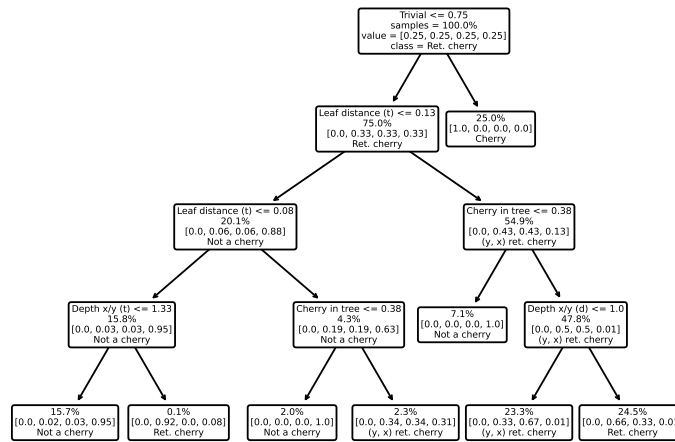 Trivial <= 0.75
samples = 100.0%
value = [0.25, 0.25, 0.25, 0.25]
class = Ret. cherry
Leaf distance (t) <= 0.13
75.0%
[0.0, 0.33, 0.33, 0.33]
Ret. cherry
25.0%
[1.0, 0.0, 0.0, 0.0]
Cherry
Leaf distance (t) <= 0.08
20.1%
[0.0, 0.06, 0.06, 0.88]
Not a cherry
Cherry in tree <= 0.38
54.9%
[0.0, 0.43, 0.43, 0.13]
(y, x) ret. cherry
Depth x/y (t) <= 1.33
15.8%
[0.0, 0.03, 0.03, 0.95]
Not a cherry
Cherry in tree <= 0.38
4.3%
[0.0, 0.19, 0.19, 0.63]
Not a cherry
7.1%
[0.0, 0.0, 0.0, 1.0]
Not a cherry
Depth x/y (d) <= 1.0
47.8%
[0.0, 0.5, 0.5, 0.01]
(y, x) ret. cherry
15.7%
[0.0, 0.02, 0.03, 0.95]
Not a cherry
0.1%
[0.0, 0.92, 0.0, 0.08]
Ret. cherry
2.0%
[0.0, 0.0, 0.0, 1.0]
Not a cherry
2.3%
[0.0, 0.34, 0.34, 0.31]
(y, x) ret. cherry
23.3%
[0.0, 0.33, 0.67, 0.01]
(y, x) ret. cherry
24.5%
[0.0, 0.66, 0.33, 0.0
Ret. cherry